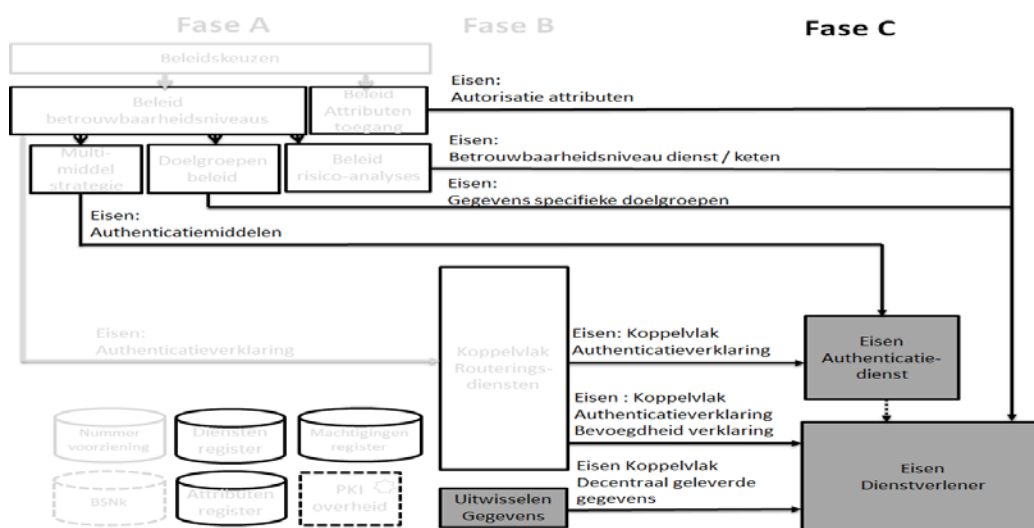 Fase A
Fase B
Fase C
Beleidskeuzen
Beleid
betrouwbaarheidsniveaus
Beleid
Attributen
toegang
Eisen:
Autorisatie attributen
Multi-
middel
strategie
Doelgroepen
beleid
Beleid
risico-analyses
Eisen:
Betrouwbaarheidsniveau dienst / keten
Eisen:
Gegevens specifieke doelgroepen
Eisen:
Authenticatiemiddelen
Eisen:
Authenticatieverklaring
Koppelvlak
Routerings-
diensten
Eisen: Koppelvlak
Authenticatieverklaring
Eisen
Authenticatie-
dienst
Eisen : Koppelvlak
Authenticatieverklaring
Bevoegdheid verklaring
Nummer
voorziening
Diensten
register
Machtigingen
register
BSNk
Attributen
register
PKI
overheid
Uitwisselen
Gegevens
Eisen Koppelvlak
Decentraal geleverde
gegevens
Eisen
Dienstverlener